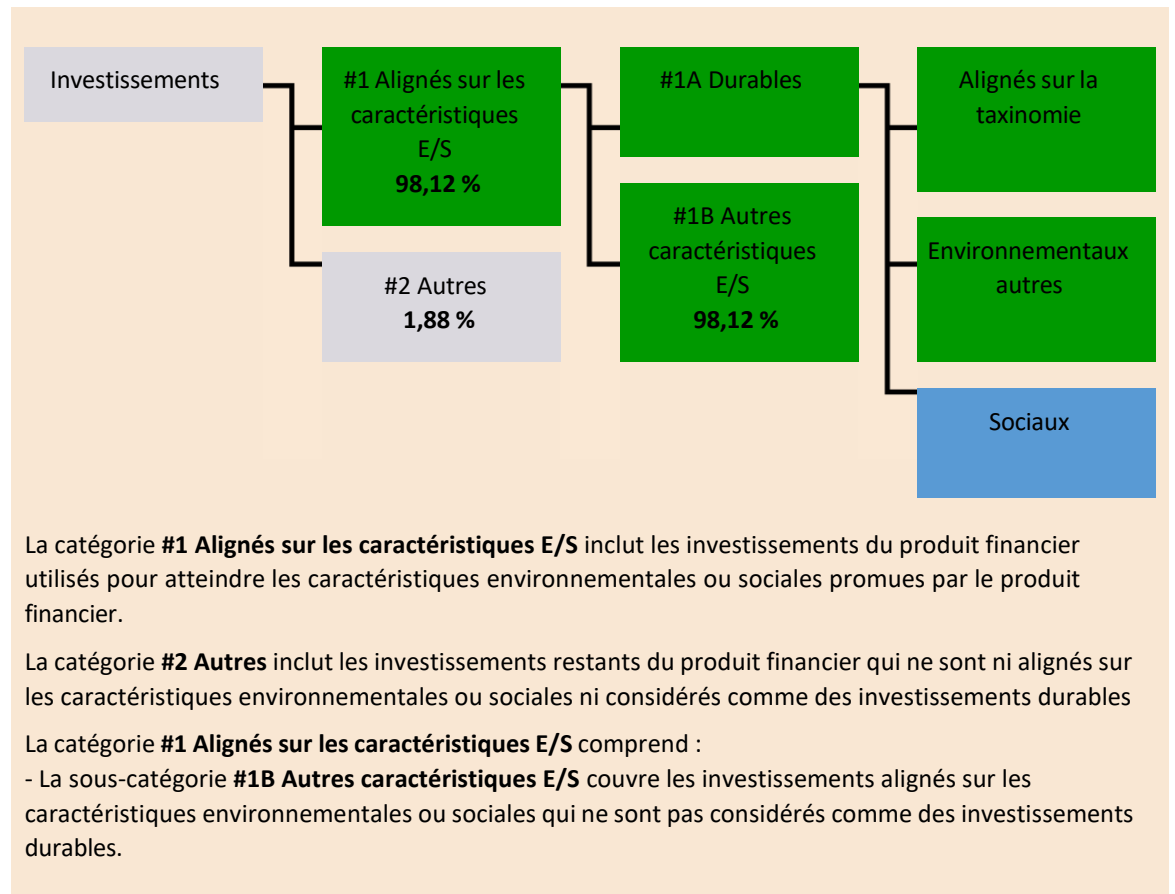 Investissements
#1 Alignés sur les
caractéristiques
E/S
98,12 %
#2 Autres
1,88 %
#1A Durables
#1B Autres
caractéristiques
E/S
98,12 %
Alignés sur la
taxinomie
Environnementaux
autres
Sociaux
La catégorie #1 Alignés sur les caractéristiques E/S inclut les investissements du produit financier
utilisés pour atteindre les caractéristiques environnementales ou sociales promues par le produit
financier.
La catégorie #2 Autres inclut les investissements restants du produit financier qui ne sont ni alignés sur
les caractéristiques environnementales ou sociales ni considérés comme des investissements durables
La catégorie #1 Alignés sur les caractéristiques E/S comprend :
- La sous-catégorie #1B Autres caractéristiques E/S couvre les investissements alignés sur les
caractéristiques environnementales ou sociales qui ne sont pas considérés comme des investissements
durables.